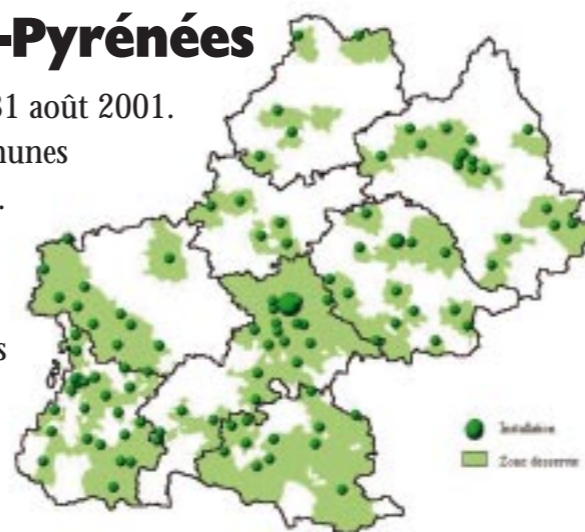 -Pyrénées
31 août 2001.
munes
.
s
Installation
Zone desservie